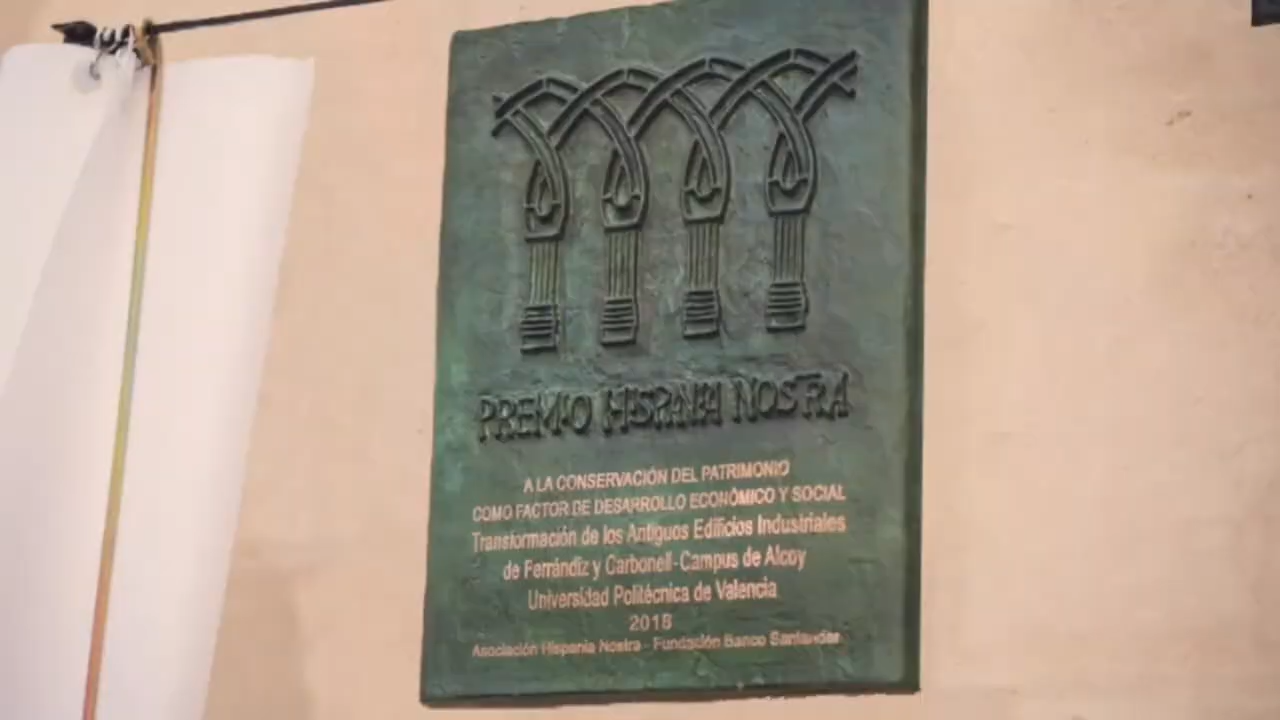 PREMIO HISPANIA NOSTRA
A LA CONSERVACIÓN DEL PATRIMONIO
COMO FACTOR DE DESARROLLO ECONÓMICO Y SOCIAL
Transformación de los Antiguos Edificios Industriales
de Ferrándiz y Carbonell-Campus de Alcoy
Universidad Politécnica de Valencia
2018
Asociación Hispania Nostra - Fundación Banco Santander